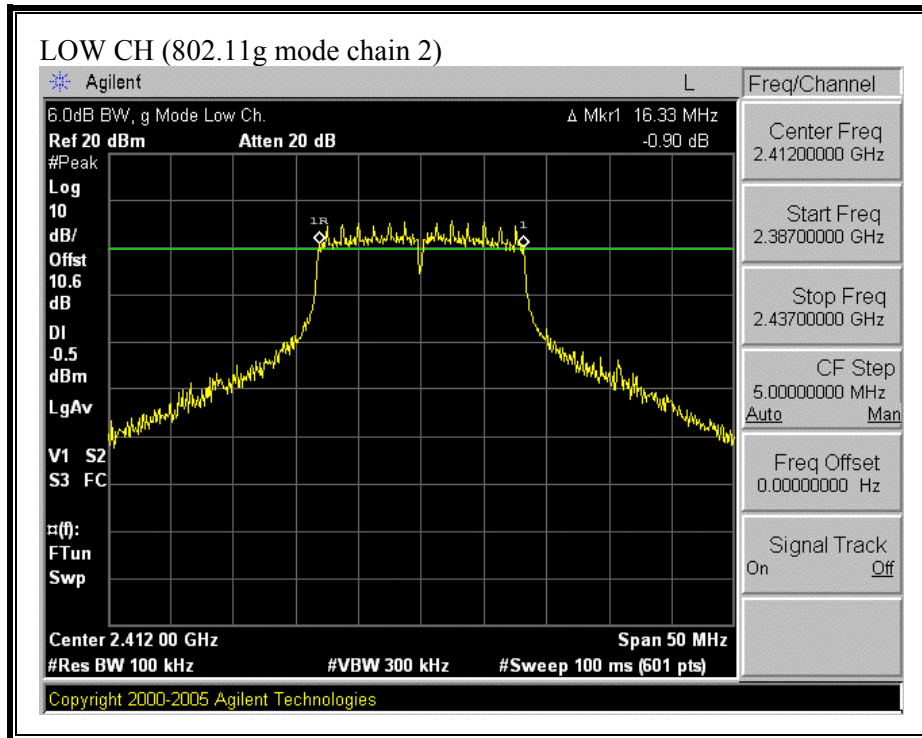 LOW CH (802.11g mode chain 2)
Agilent L Freq/Channel
6.0dB BW, g Mode Low Ch. Δ Mkr1 16.33 MHz
Ref 20 dBm Atten 20 dB -0.90 dB
#Peak
Log
10
dB/
Offst
10.6
dB
DI
-0.5
dBm
LgAv
V1 S2
S3 FC
¤(f):
FTun
Swp
1R
1
Center 2.412 00 GHz Span 50 MHz
#Res BW 100 kHz #VBW 300 kHz #Sweep 100 ms (601 pts)
Copyright 2000-2005 Agilent Technologies
Center Freq
2.41200000 GHz
Start Freq
2.38700000 GHz
Stop Freq
2.43700000 GHz
CF Step
5.00000000 MHz
Auto Man
Freq Offset
0.00000000 Hz
Signal Track
On Off